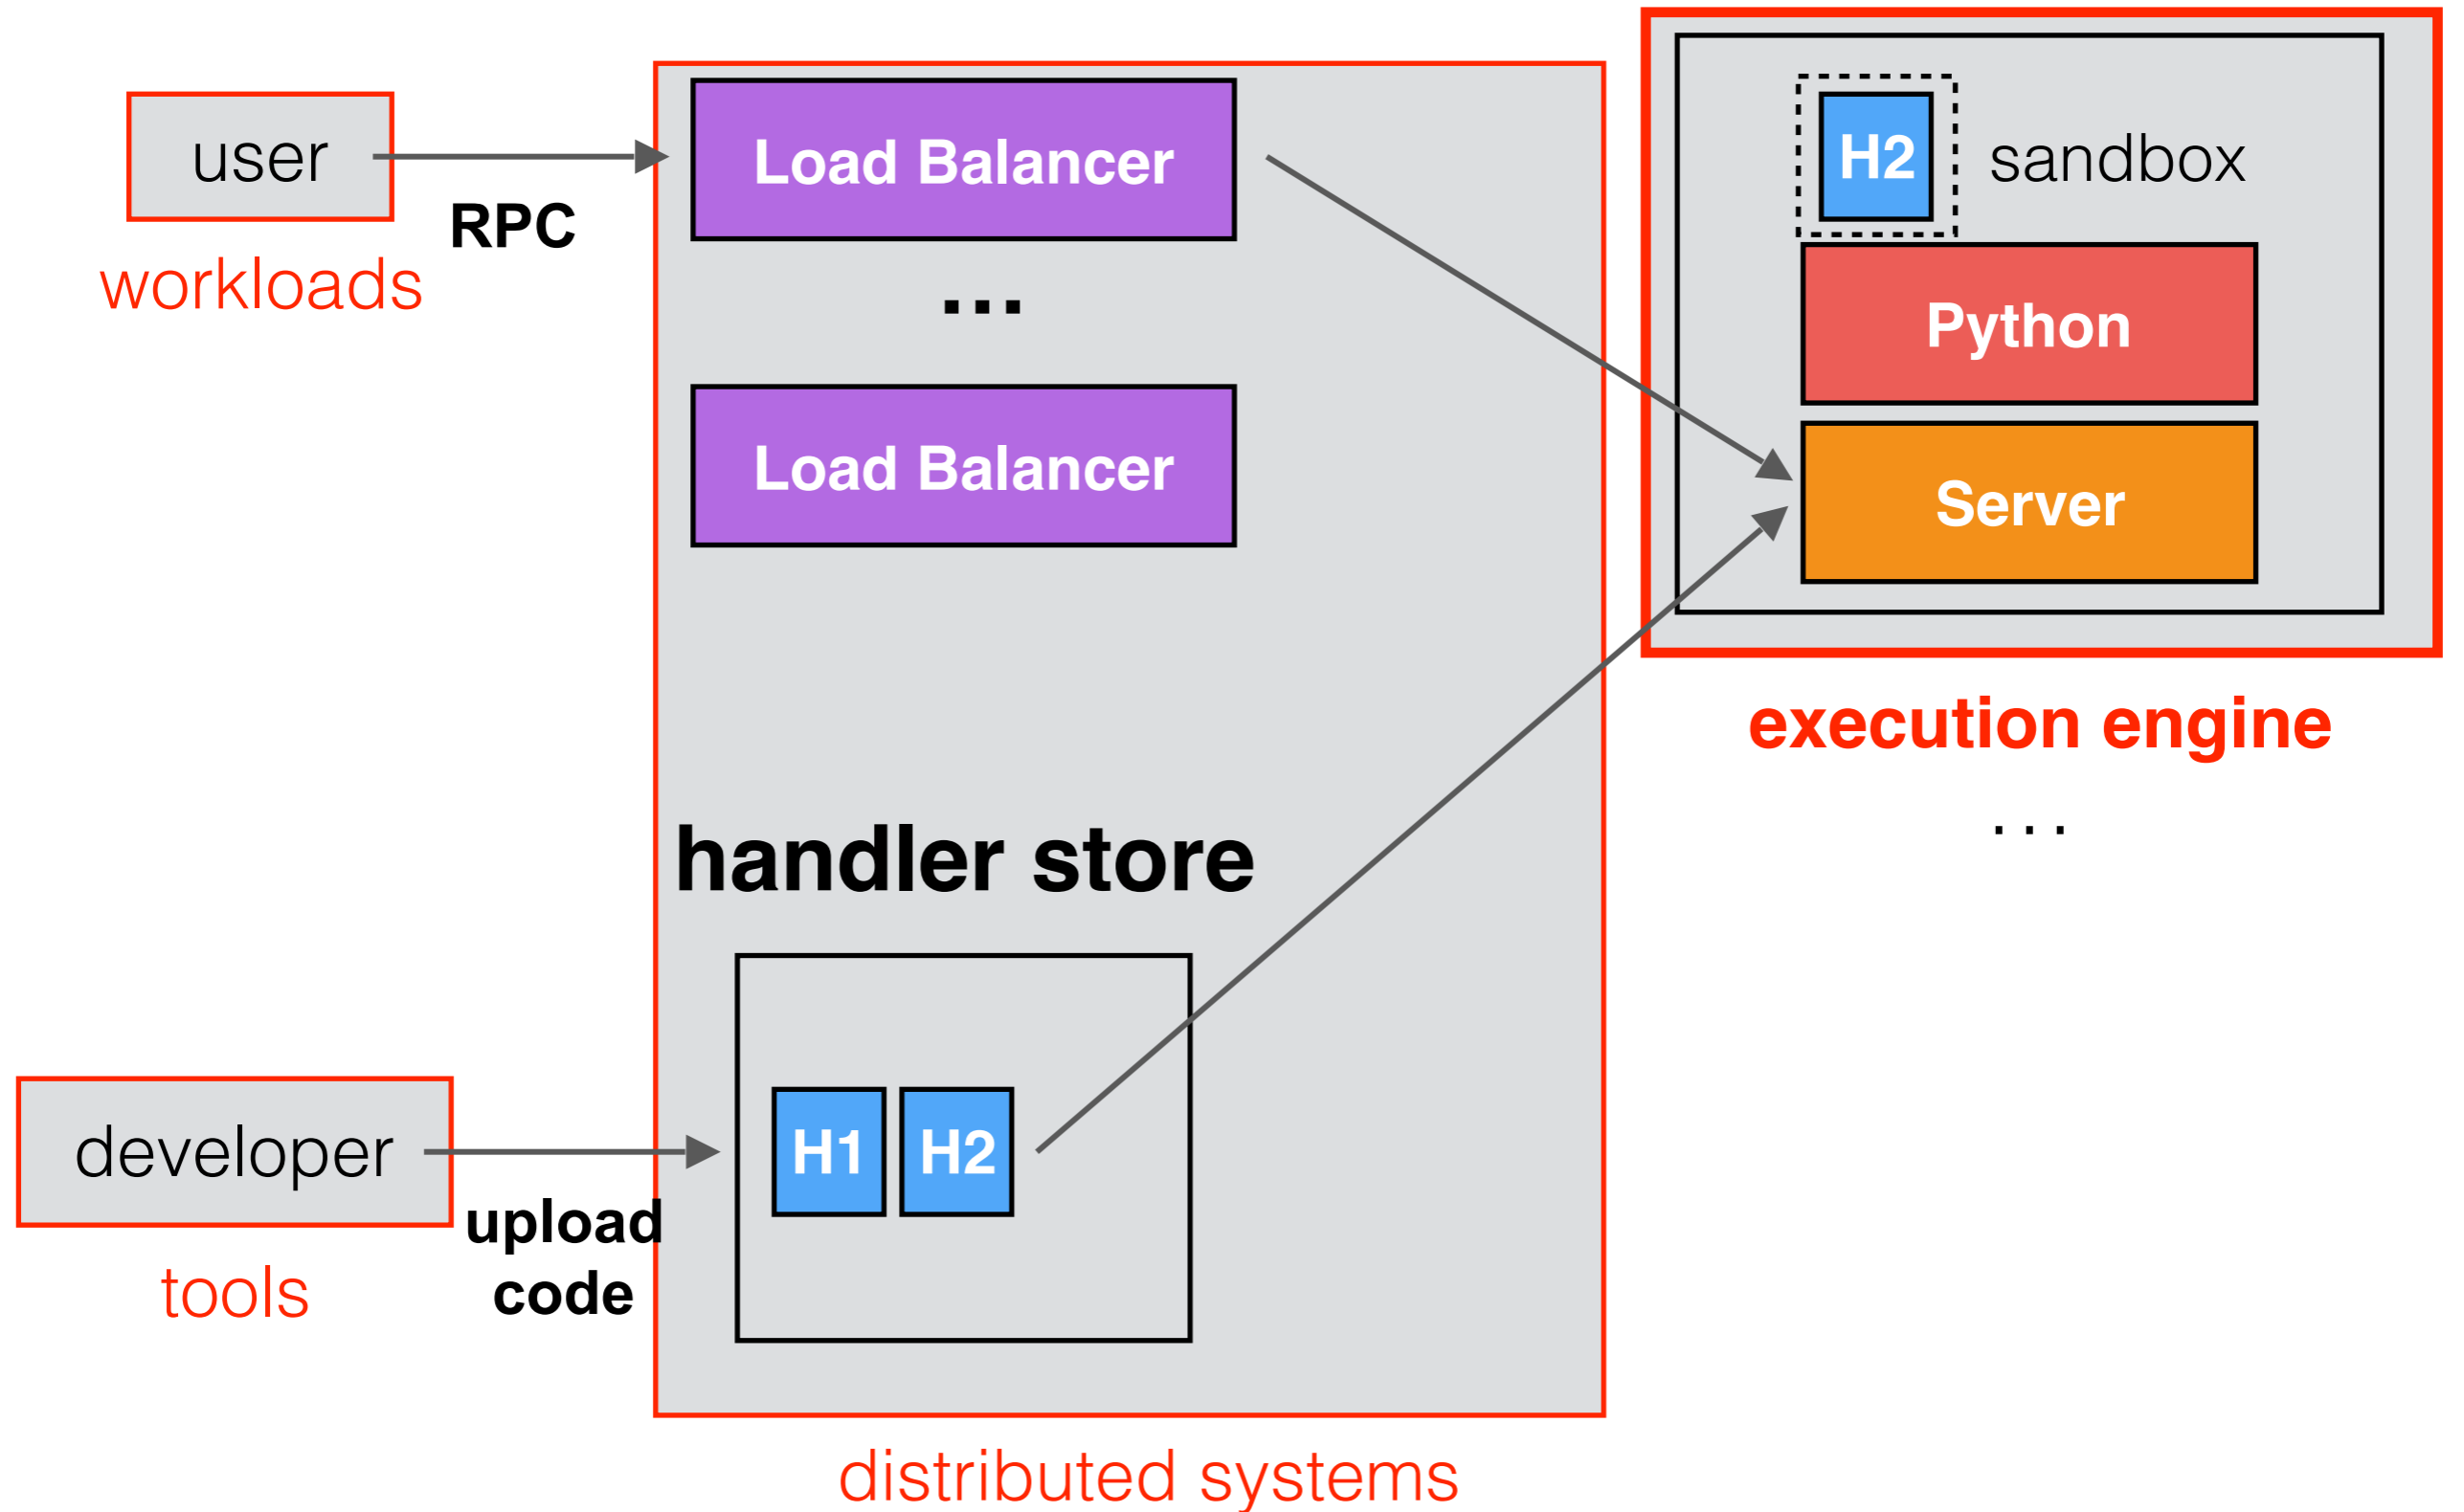 user
workloads
RPC
Load Balancer
...
Load Balancer
handler store
H1
H2
developer
tools
upload
code
distributed systems
H2
sandbox
Python
Server
execution engine
...